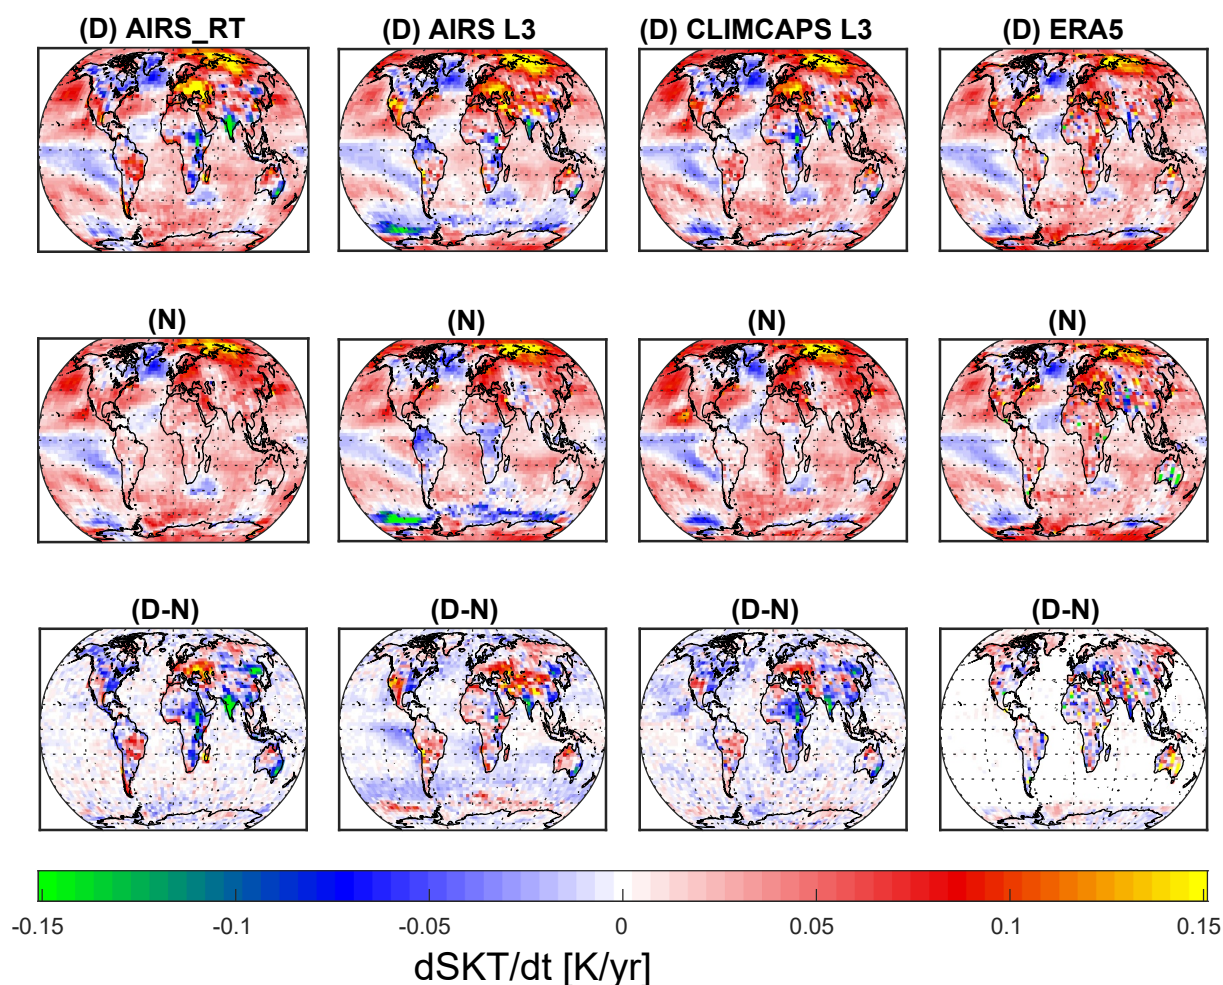 (D) AIRS_RT (D) AIRS L3 (D) CLIMCAPS L3 (D) ERA5
(N) (N) (N) (N)
(D-N) (D-N) (D-N) (D-N)
-0.15 -0.1 -0.05 0 0.05 0.1 0.15
dSKT/dt [K/yr]